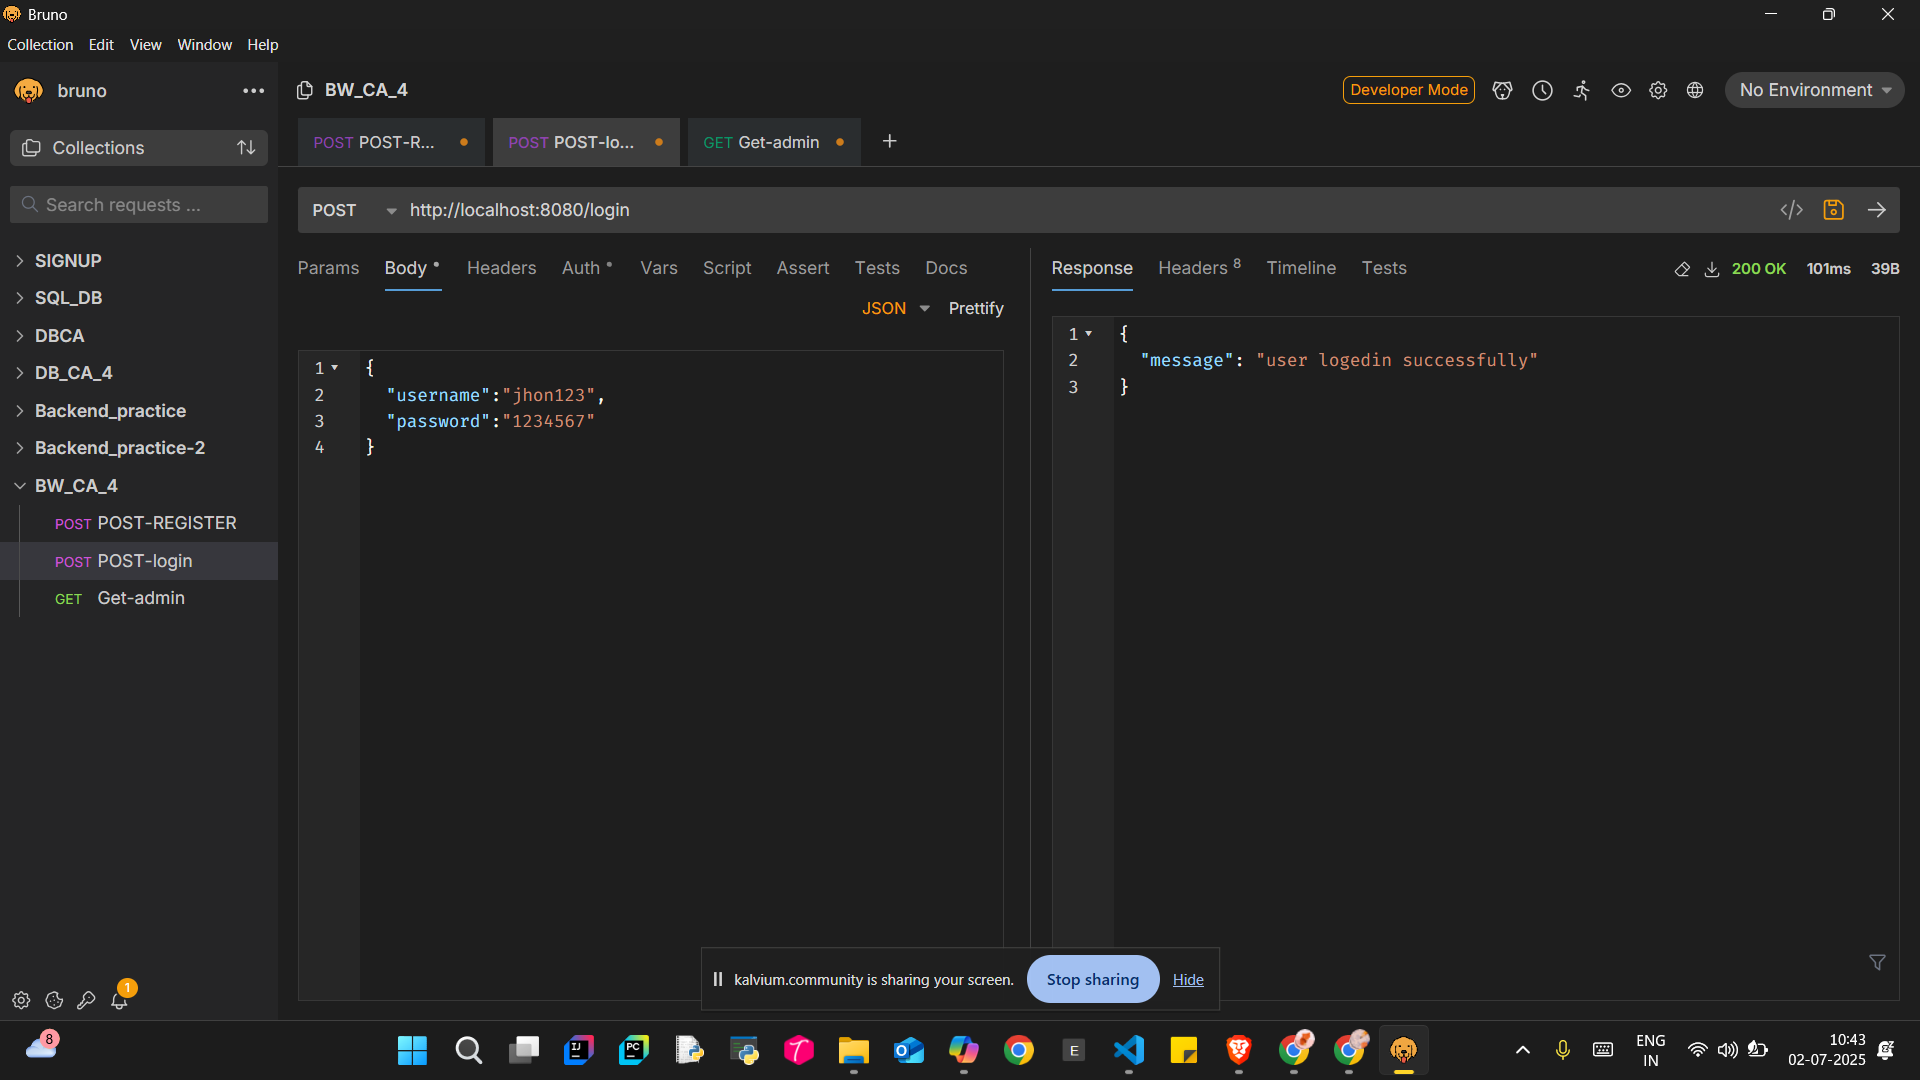 Bruno
Collection Edit View Window Help
bruno
BW_CA_4
Developer Mode
No Environment
Collections
POST POST-R...
POST POST-lo...
GET Get-admin
Search requests ...
POST http://localhost:8080/login
SIGNUP
SQL_DB
DBCA
DB_CA_4
Backend_practice
Backend_practice-2
BW_CA_4
POST POST-REGISTER
POST POST-login
GET Get-admin
Params Body Headers Auth Vars Script Assert Tests Docs
JSON Prettify
1 {
2 "username":"jhon123",
3 "password":"1234567"
4 }
Response Headers 8 Timeline Tests
200 OK 101ms 39B
1 {
2 "message": "user logedin successfully"
3 }
kalvium.community is sharing your screen. Stop sharing Hide
1
8
IJ
PC
E
ENG
IN
10:43
02-07-2025